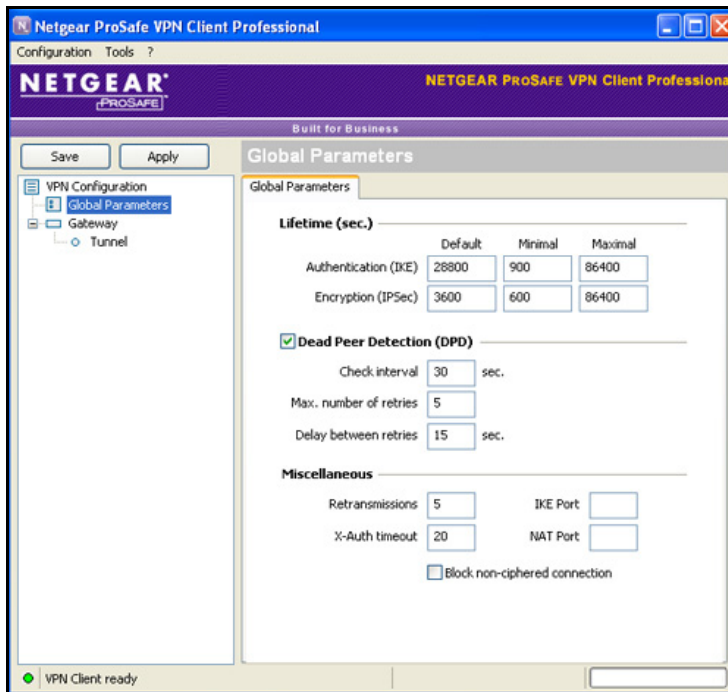 Netgear ProSafe VPN Client Professional
Configuration Tools ?
NETGEAR
PROSAFE
NETGEAR PROSAFE VPN Client Professional
Built for Business
Save Apply
Global Parameters
VPN Configuration
Global Parameters
Gateway
Tunnel
Global Parameters
Lifetime (sec.)
Default Minimal Maximal
Authentication (IKE) 28800 900 86400
Encryption (IPSec) 3600 600 86400
Dead Peer Detection (DPD)
Check interval 30 sec.
Max. number of retries 5
Delay between retries 15 sec.
Miscellaneous
Retransmissions 5 IKE Port
X-Auth timeout 20 NAT Port
Block non-ciphered connection
VPN Client ready